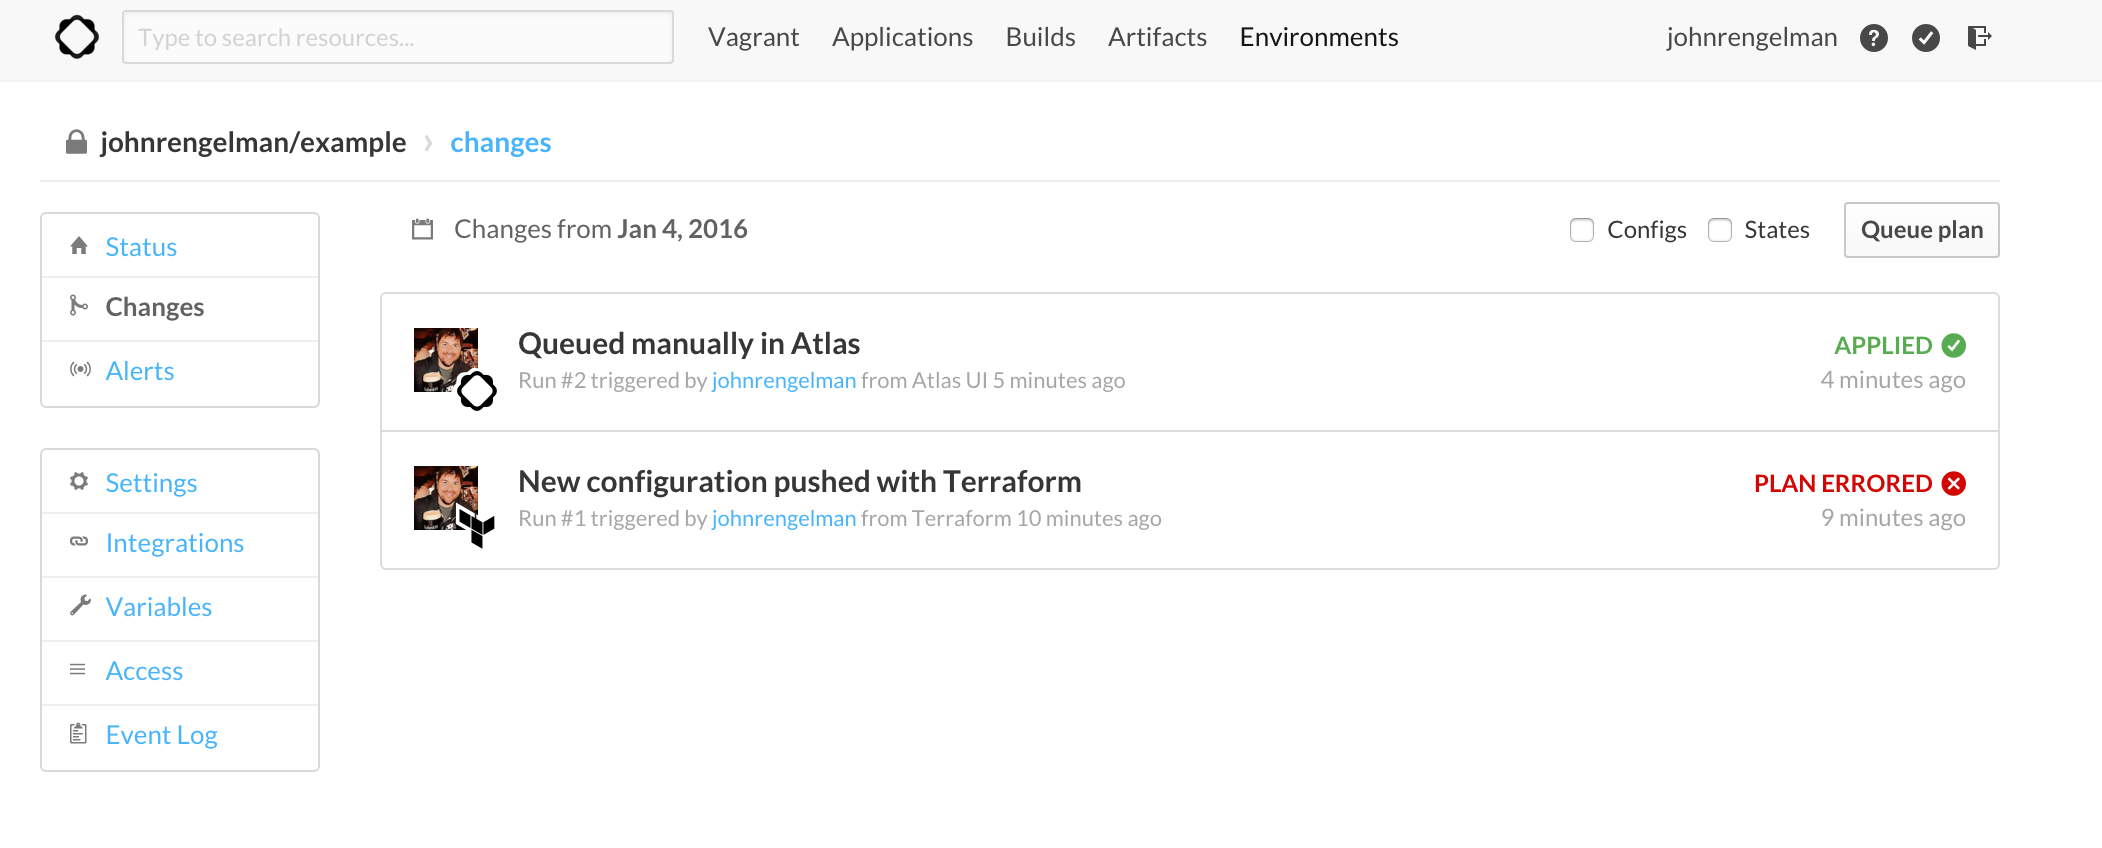 Type to search resources... Vagrant Applications Builds Artifacts Environments johnrengelman
johnrengelman/example › changes
Status
Changes
Alerts
Settings
Integrations
Variables
Access
Event Log
Changes from Jan 4, 2016 Configs States Queue plan
Queued manually in Atlas APPLIED
Run #2 triggered by johnrengelman from Atlas UI 5 minutes ago 4 minutes ago
New configuration pushed with Terraform PLAN ERRORED
Run #1 triggered by johnrengelman from Terraform 10 minutes ago 9 minutes ago